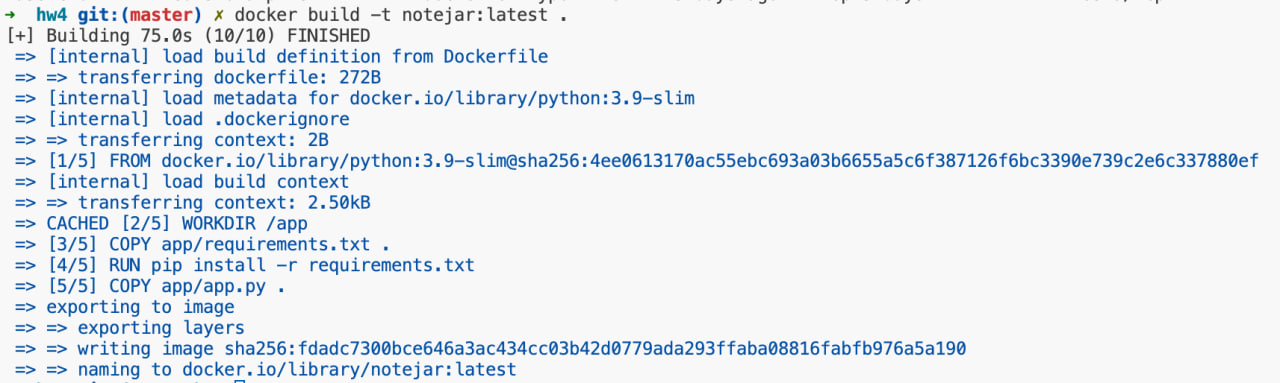 ➜ hw4 git:(master) ✗ docker build -t notejar:latest .
[+] Building 75.0s (10/10) FINISHED
=> [internal] load build definition from Dockerfile
=> => transferring dockerfile: 272B
=> [internal] load metadata for docker.io/library/python:3.9-slim
=> [internal] load .dockerignore
=> => transferring context: 2B
=> [1/5] FROM docker.io/library/python:3.9-slim@sha256:4ee0613170ac55ebc693a03b6655a5c6f387126f6bc3390e739c2e6c337880ef
=> [internal] load build context
=> => transferring context: 2.50kB
=> CACHED [2/5] WORKDIR /app
=> [3/5] COPY app/requirements.txt .
=> [4/5] RUN pip install -r requirements.txt
=> [5/5] COPY app/app.py .
=> exporting to image
=> => exporting layers
=> => writing image sha256:fdadc7300bce646a3ac434cc03b42d0779ada293ffaba08816fabfb976a5a190
=> => naming to docker.io/library/notejar:latest